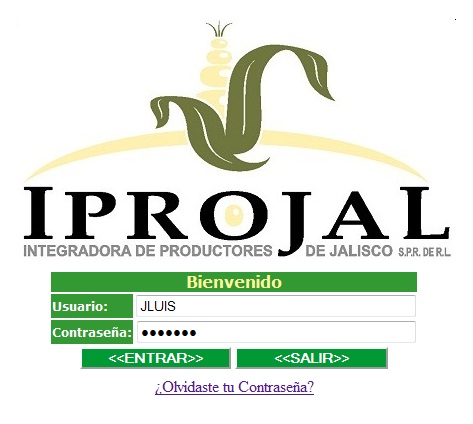 IPROJAL
INTEGRADORA DE PRODUCTORES DE JALISCO S.P.R. DE R.L.
Bienvenido
Usuario: JLUIS
Contraseña: •••••••
<<ENTRAR>> <<SALIR>>
¿Olvidaste tu Contraseña?